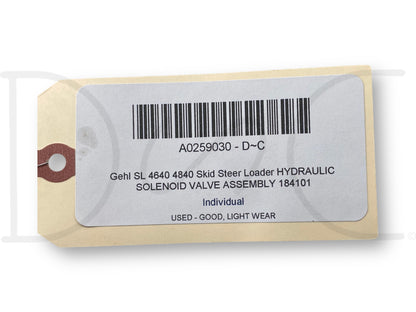 A0259030 - D~C
Gehl SL 4640 4840 Skid Steer Loader HYDRAULIC
SOLENOID VALVE ASSEMBLY 184101
Individual
USED - GOOD, LIGHT WEAR